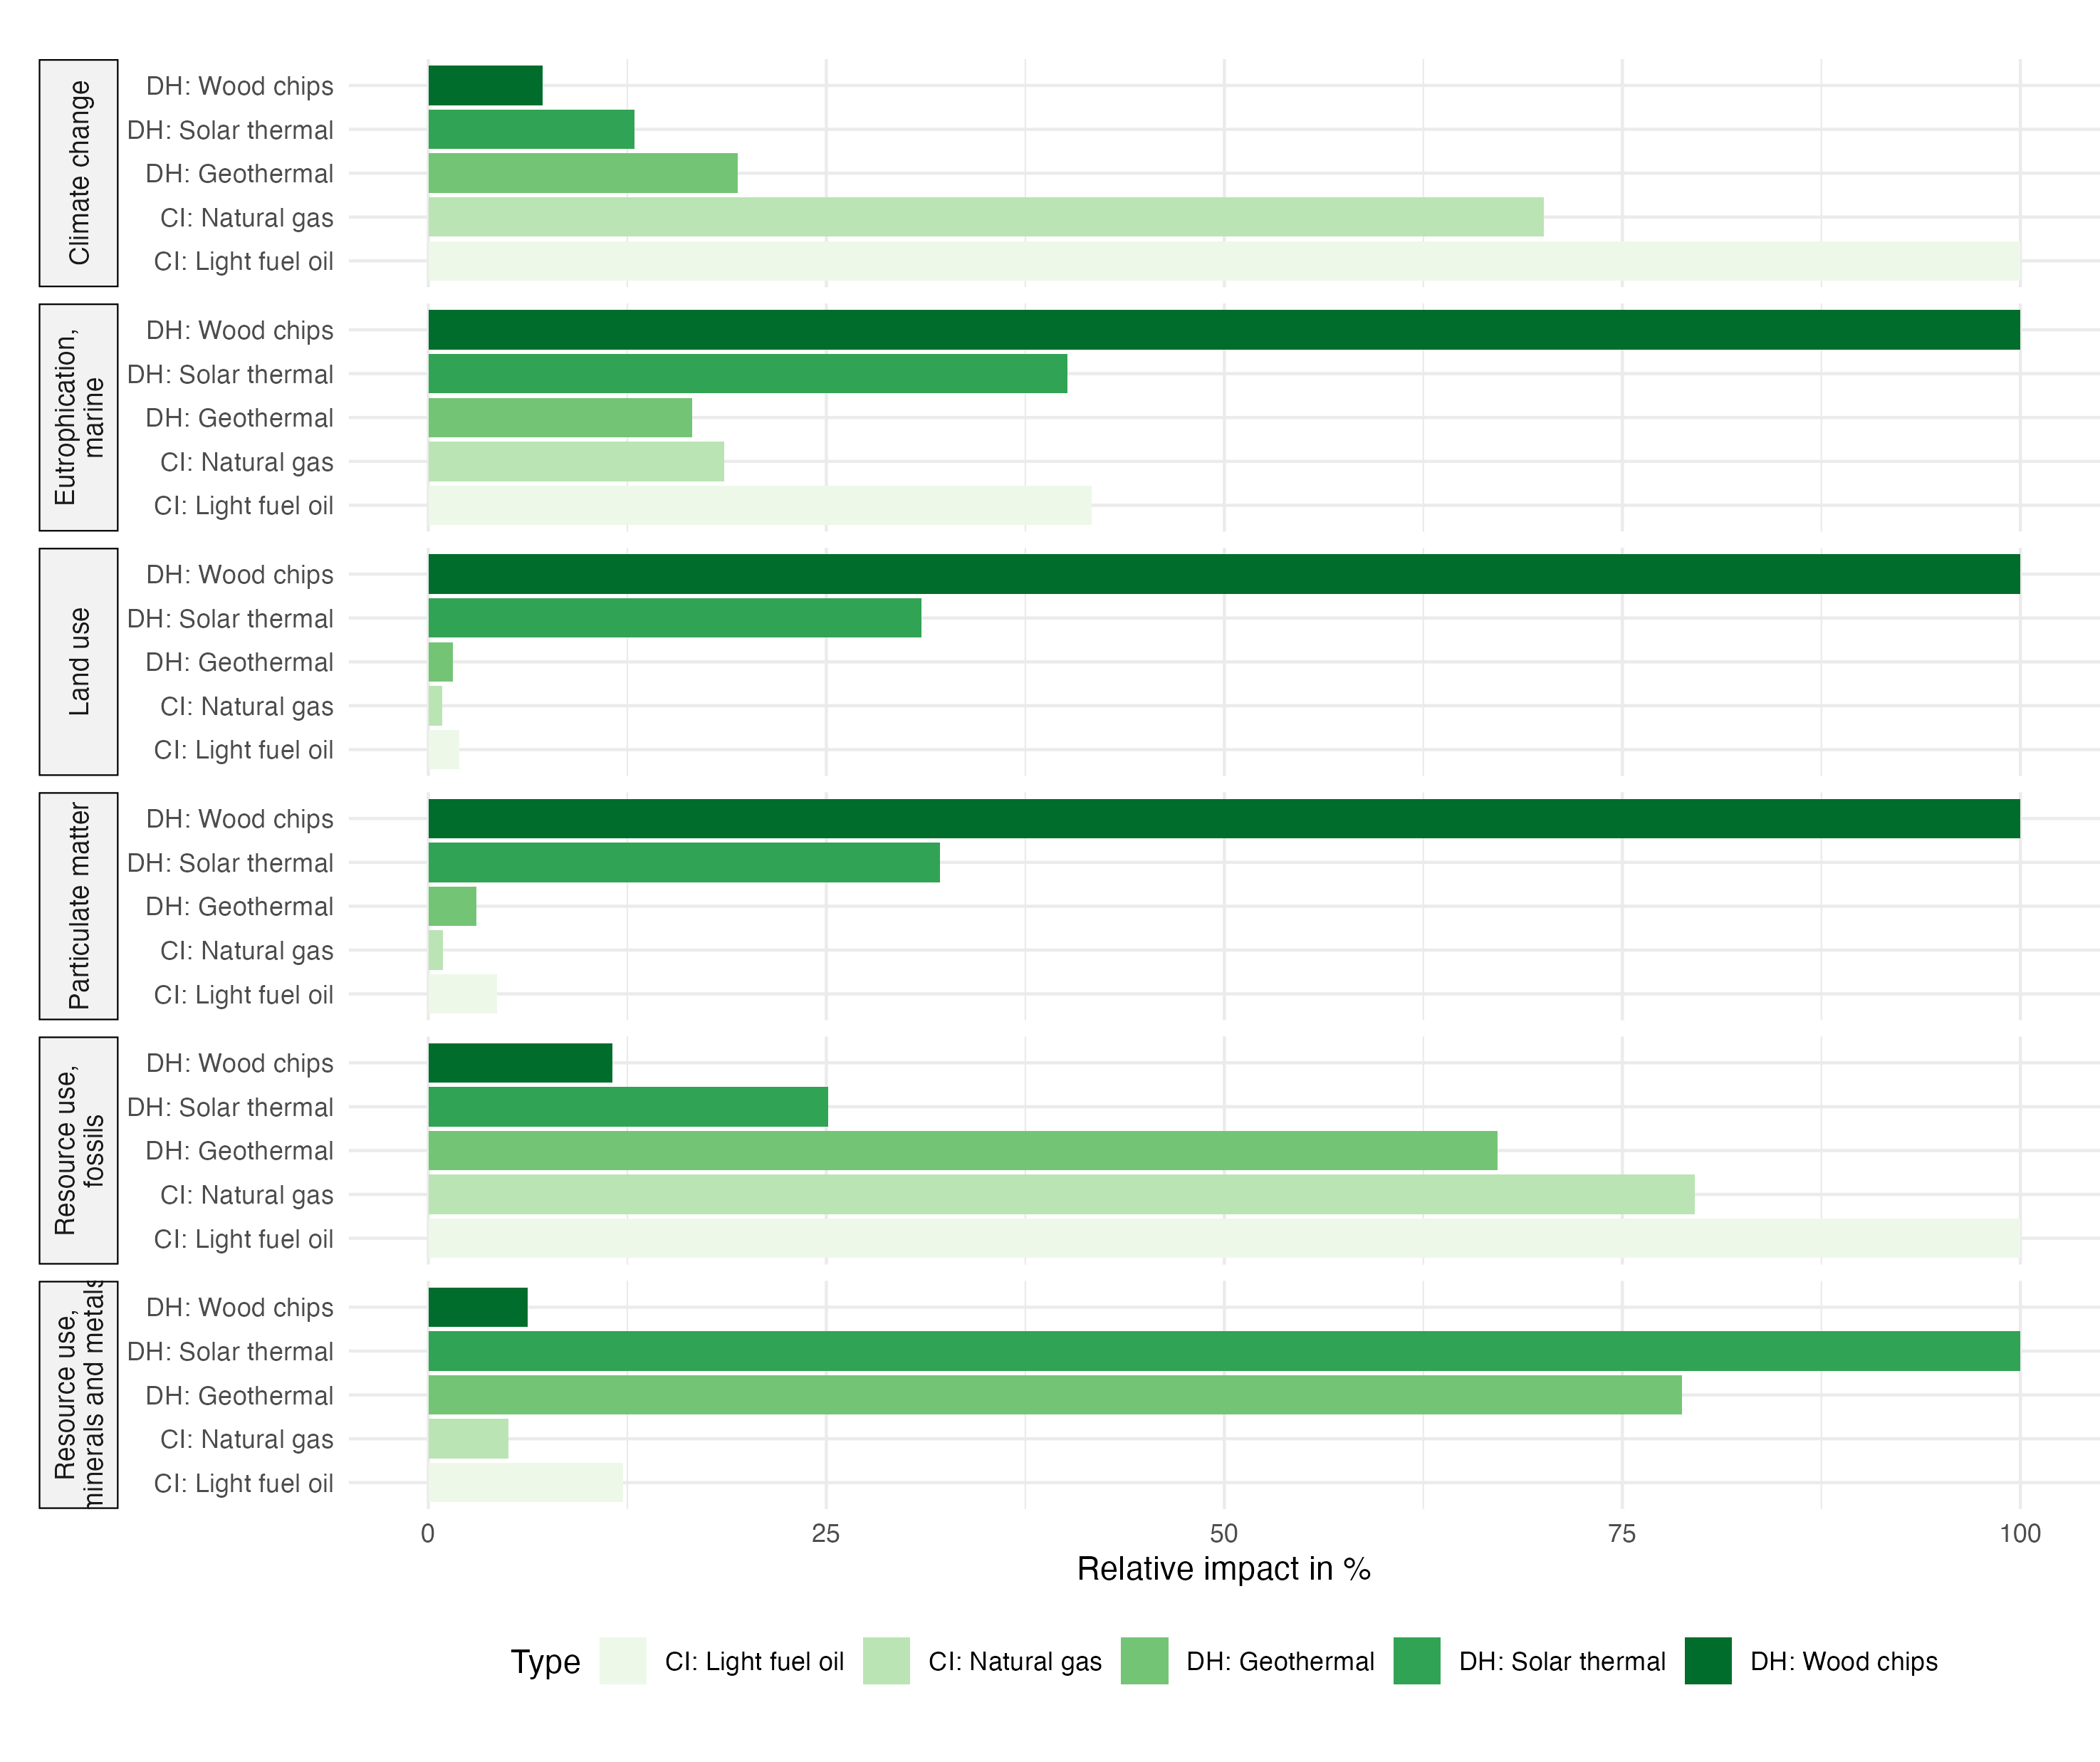 Climate change
DH: Wood chips
DH: Solar thermal
DH: Geothermal
CI: Natural gas
CI: Light fuel oil
Eutrophication,
marine
DH: Wood chips
DH: Solar thermal
DH: Geothermal
CI: Natural gas
CI: Light fuel oil
Land use
DH: Wood chips
DH: Solar thermal
DH: Geothermal
CI: Natural gas
CI: Light fuel oil
Particulate matter
DH: Wood chips
DH: Solar thermal
DH: Geothermal
CI: Natural gas
CI: Light fuel oil
Resource use,
fossils
DH: Wood chips
DH: Solar thermal
DH: Geothermal
CI: Natural gas
CI: Light fuel oil
Resource use,
minerals and metals
DH: Wood chips
DH: Solar thermal
DH: Geothermal
CI: Natural gas
CI: Light fuel oil
0 25 50 75 100
Relative impact in %
Type CI: Light fuel oil CI: Natural gas DH: Geothermal DH: Solar thermal DH: Wood chips